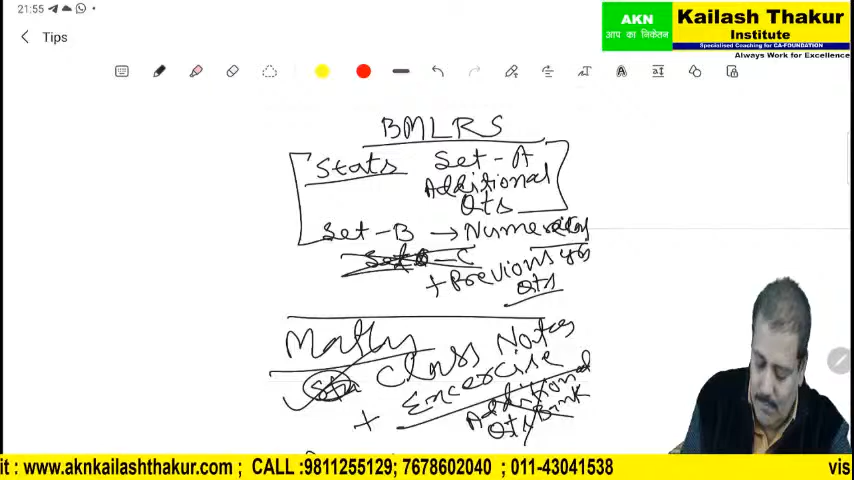 21:55
AKN
आप का निकेतन
Kailash Thakur
Institute
Specialised Coaching for CA-FOUNDATION
Always Work for Excellence
Tips
BMLRS
Stats Set-A
Additional
Qts
Set-B → Numerical
Set-C
+ Previous yrs
Qts
Maths
Class Notes
+ Excercise
Additional
Qts Bank
it : www.aknkailashthakur.com ; CALL :9811255129; 7678602040 ; 011-43041538 vis